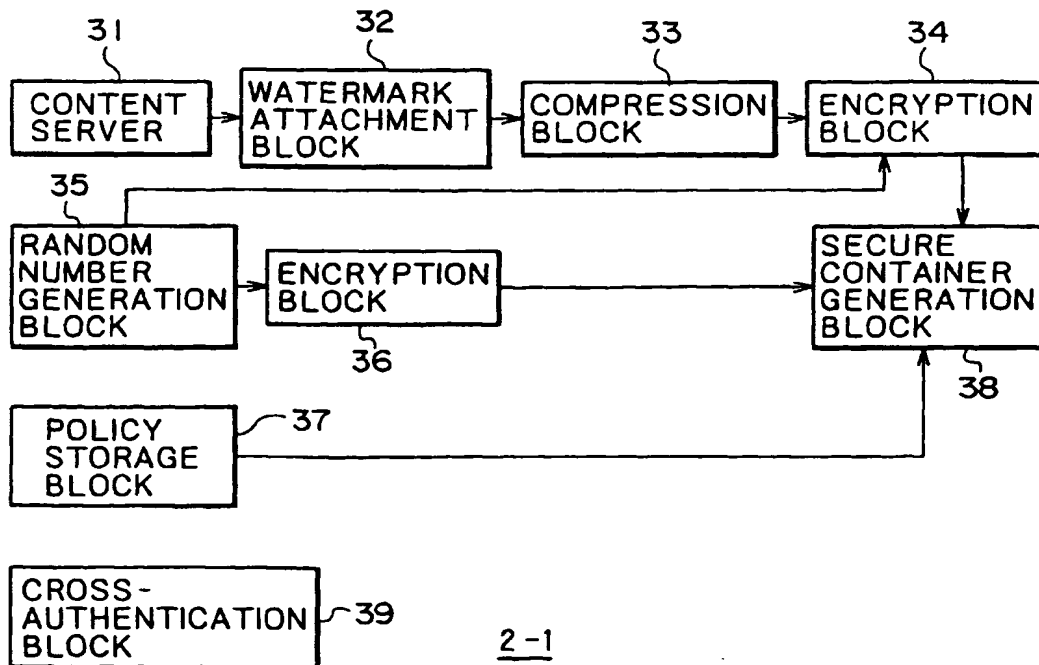 31
32
33
34
CONTENT
SERVER
WATERMARK
ATTACHMENT
BLOCK
COMPRESSION
BLOCK
ENCRYPTION
BLOCK
35
RANDOM
NUMBER
GENERATION
BLOCK
ENCRYPTION
BLOCK
36
SECURE
CONTAINER
GENERATION
BLOCK
38
POLICY
STORAGE
BLOCK
37
CROSS-
AUTHENTICATION
BLOCK
39
2-1